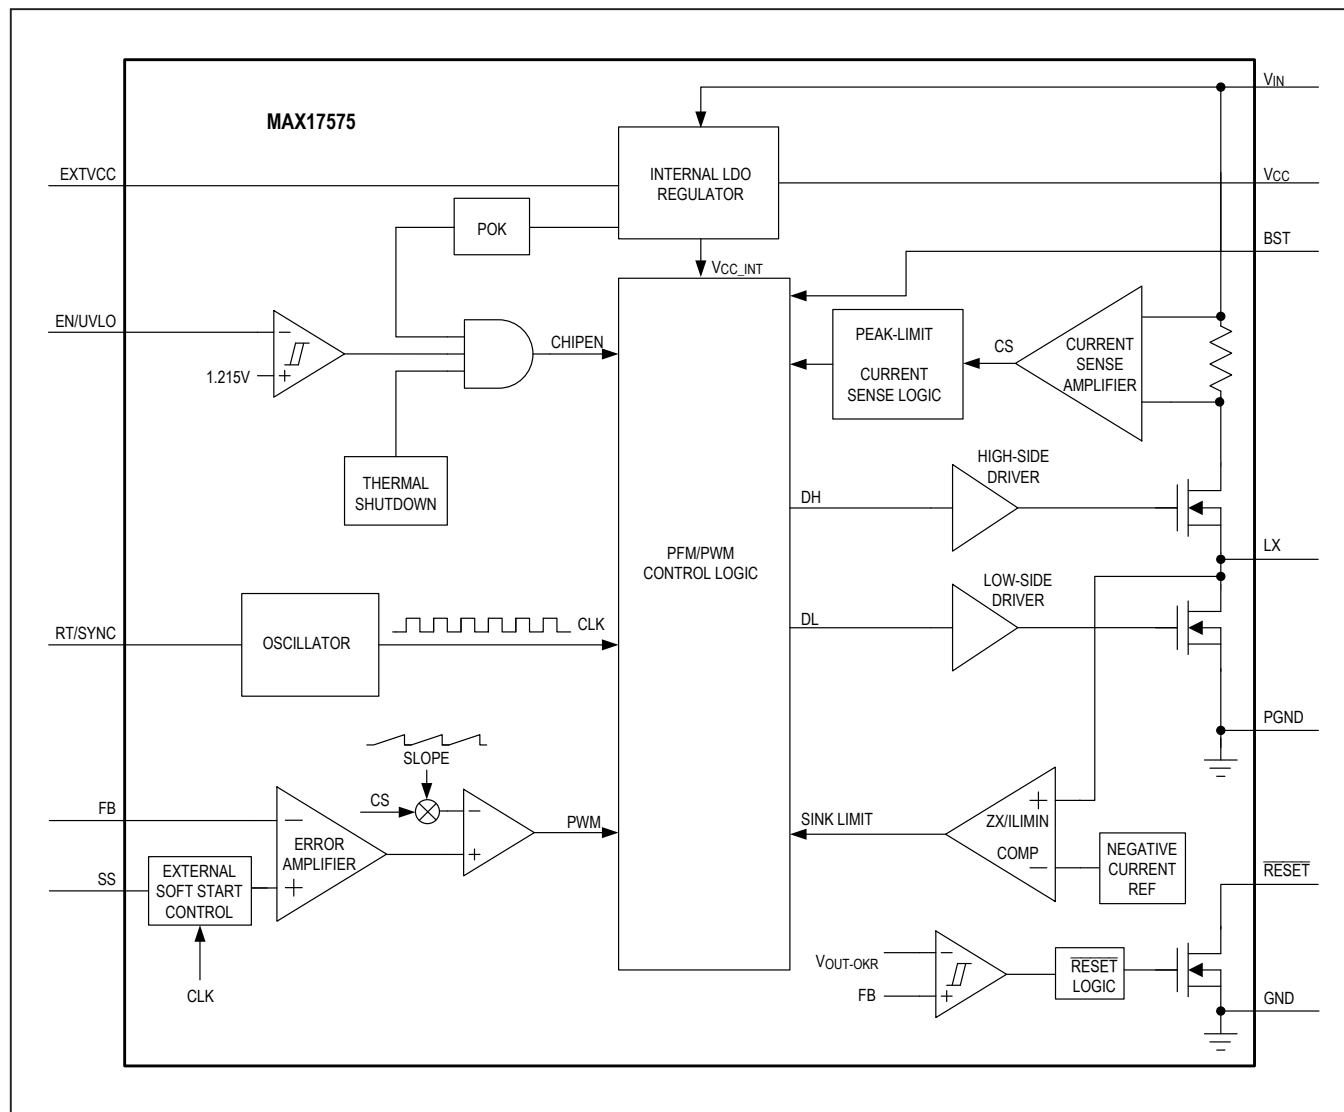 MAX17575
VIN
EXTVCC
INTERNAL LDO
REGULATOR
VCC
POK
BST
VCC_INT
EN/UVLO
−
1.215V
+
CHIPEN
PEAK-LIMIT
CURRENT
SENSE LOGIC
CS
CURRENT
SENSE
AMPLIFIER
THERMAL
SHUTDOWN
HIGH-SIDE
DRIVER
DH
LX
PFM/PWM
CONTROL LOGIC
LOW-SIDE
DRIVER
DL
RT/SYNC
OSCILLATOR
CLK
PGND
SLOPE
CS
FB
−
ERROR
AMPLIFIER
+
−
+
PWM
SS
EXTERNAL
SOFT START
CONTROL
CLK
SINK LIMIT
+
ZX/ILIMIN
COMP
−
NEGATIVE
CURRENT
REF
RESET
VOUT-OKR
−
FB
+
RESET
LOGIC
GND